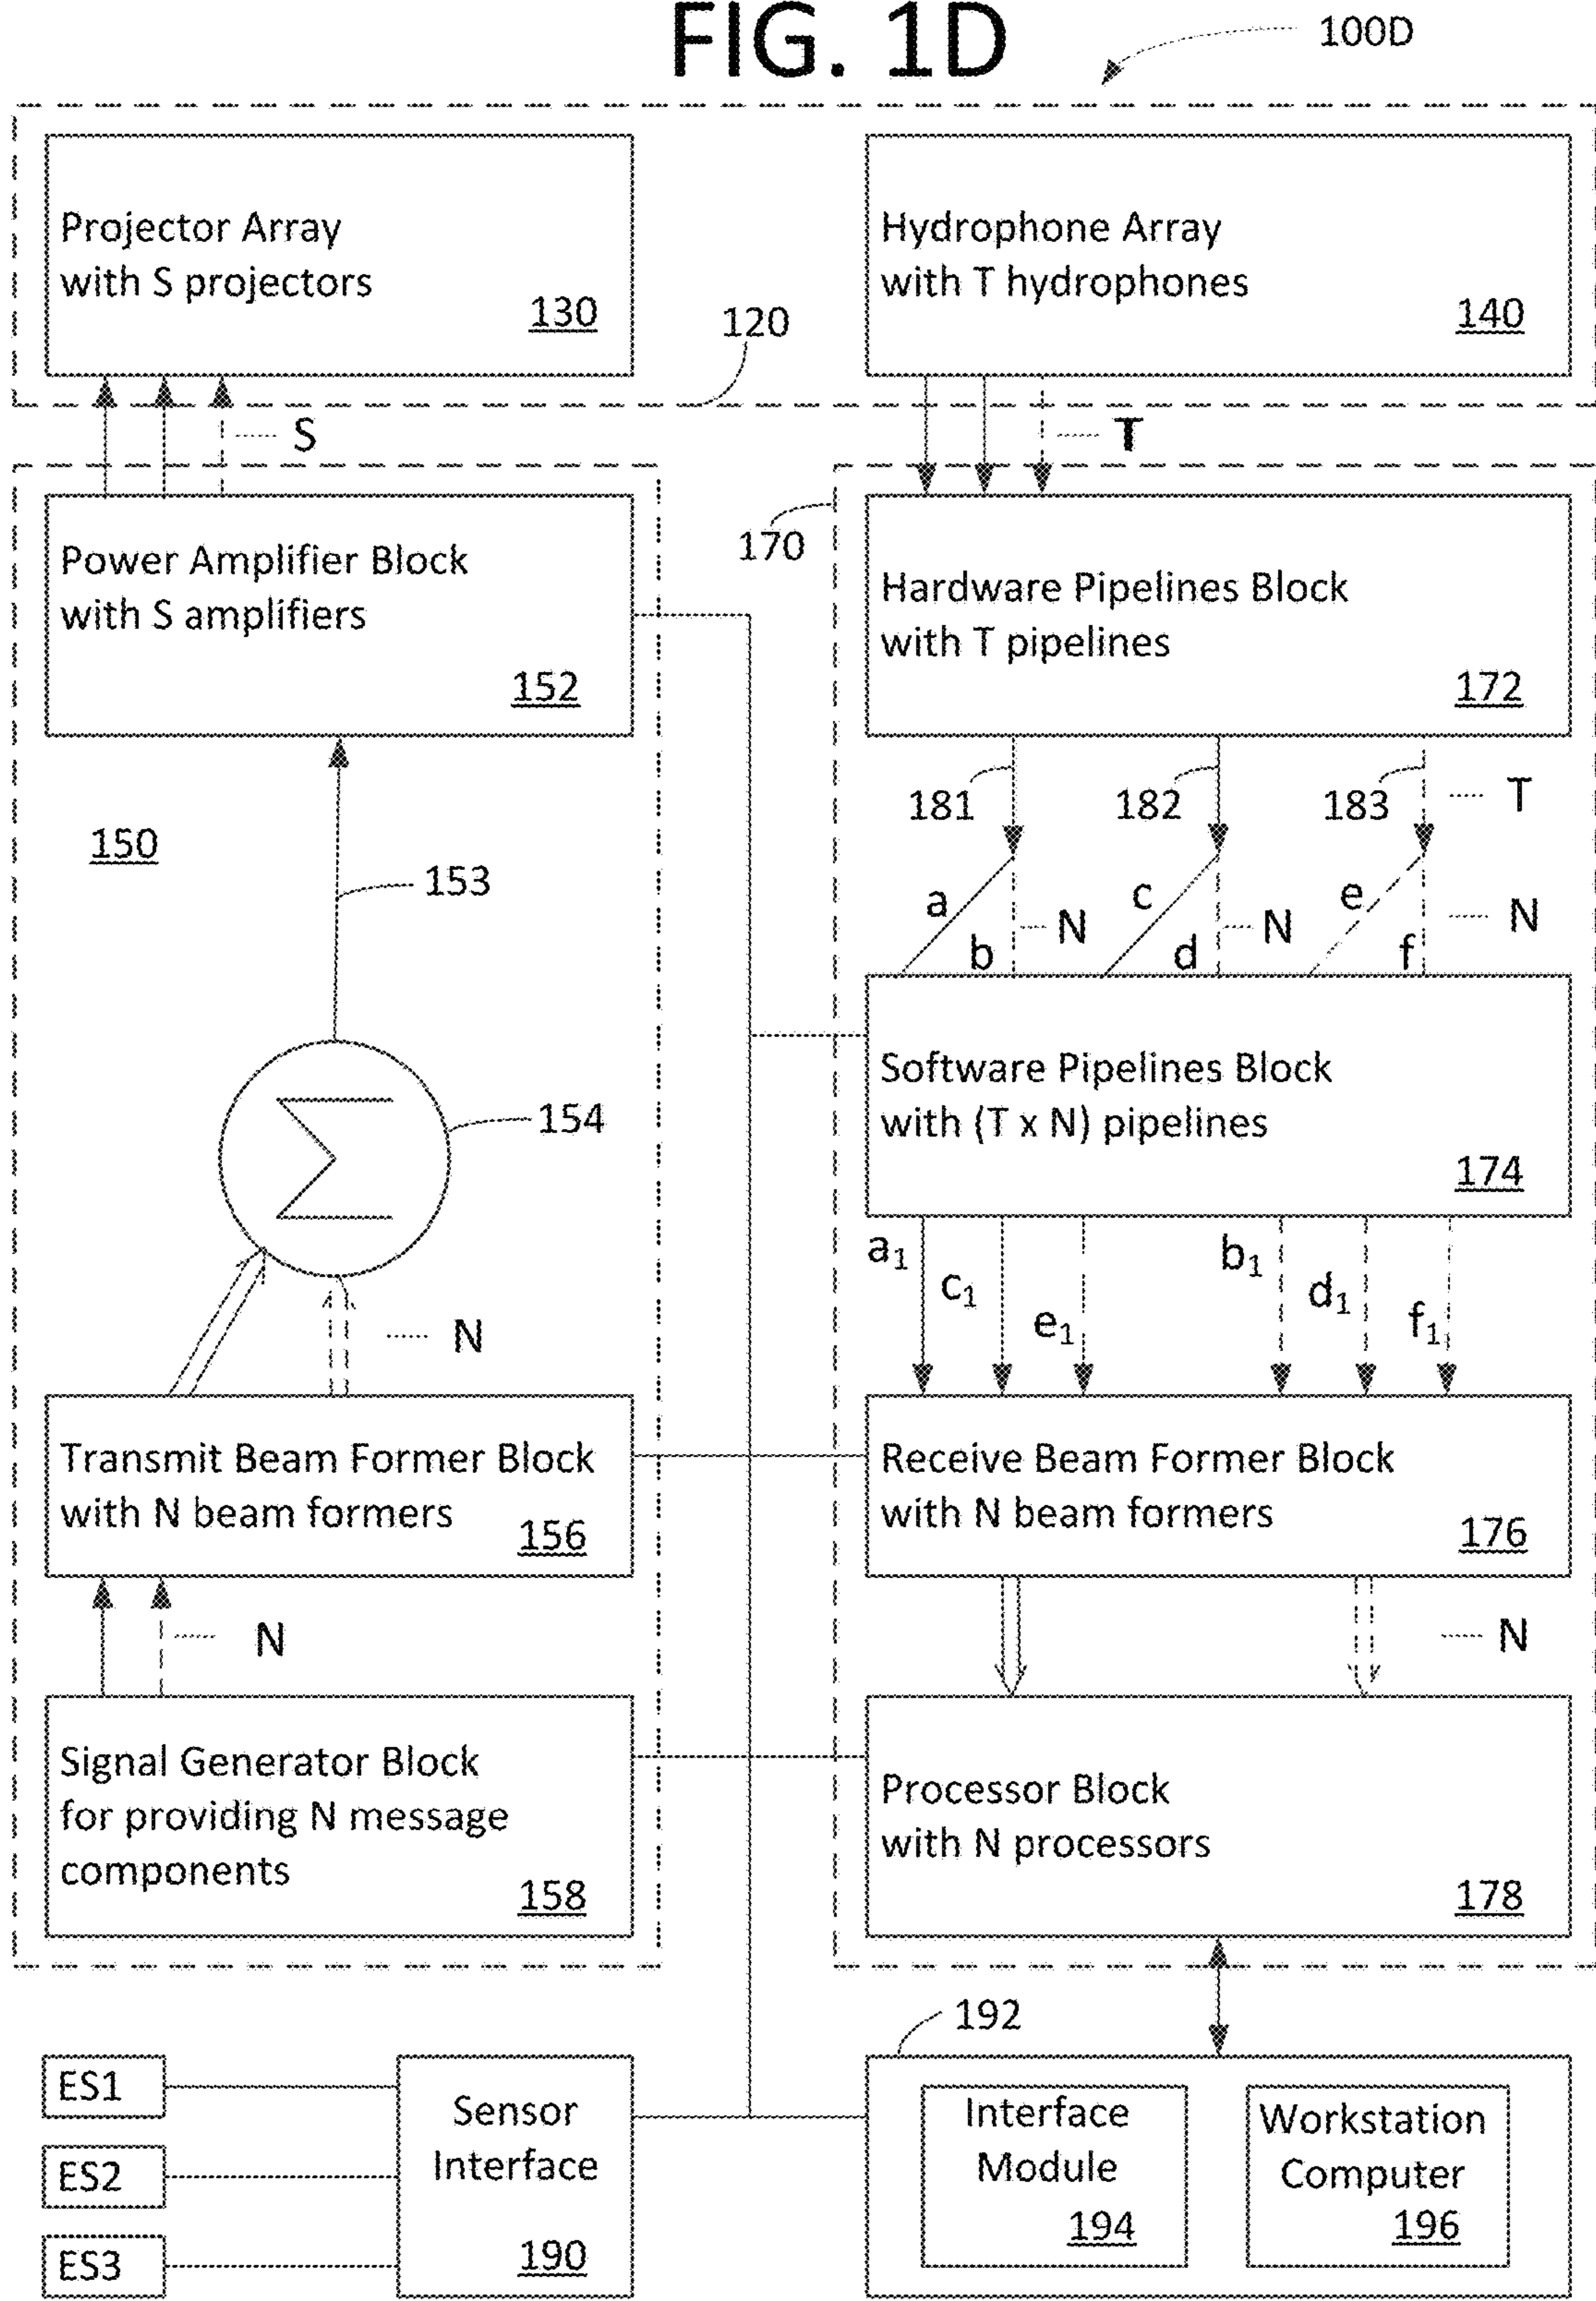 FIG. 1D
100D
Projector Array
with S projectors
130
Hydrophone Array
with T hydrophones
140
120
S
T
Power Amplifier Block
with S amplifiers
152
170
Hardware Pipelines Block
with T pipelines
172
181
182
183
T
150
153
a
b
N
c
d
N
e
f
N
Software Pipelines Block
with (T x N) pipelines
174
Σ
154
a1
c1
e1
b1
d1
f1
N
Transmit Beam Former Block
with N beam formers
156
Receive Beam Former Block
with N beam formers
176
N
N
Signal Generator Block
for providing N message
components
158
Processor Block
with N processors
178
192
ES1
ES2
ES3
Sensor
Interface
190
Interface
Module
194
Workstation
Computer
196